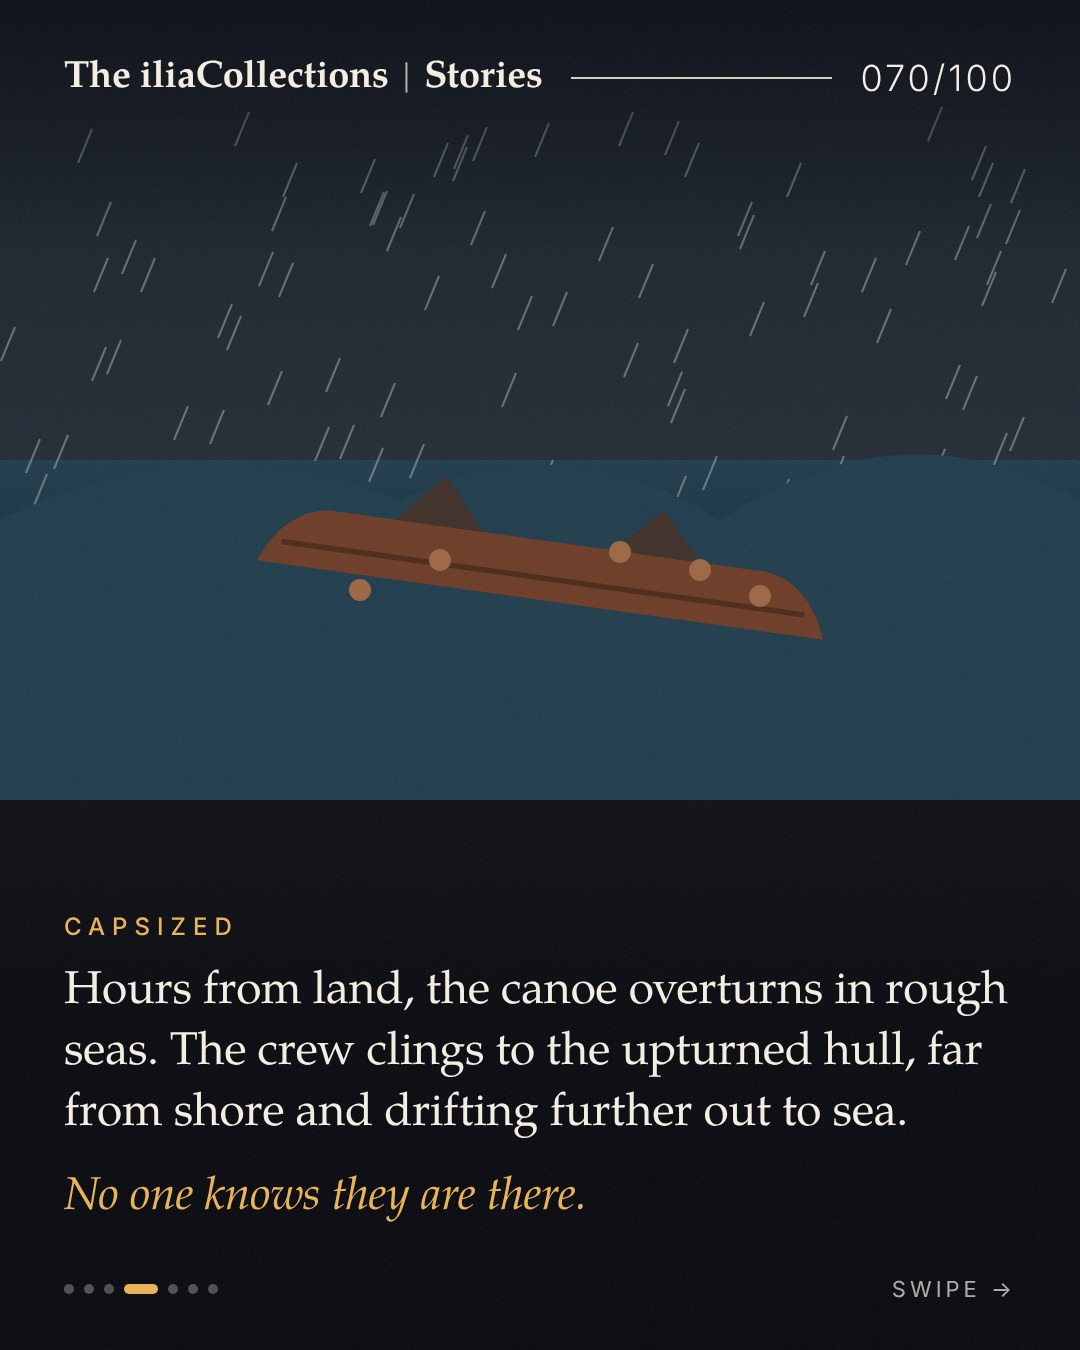 The iliaCollections | Stories 070/100
CAPSIZED
Hours from land, the canoe overturns in rough
seas. The crew clings to the upturned hull, far
from shore and drifting further out to sea.
No one knows they are there.
SWIPE →